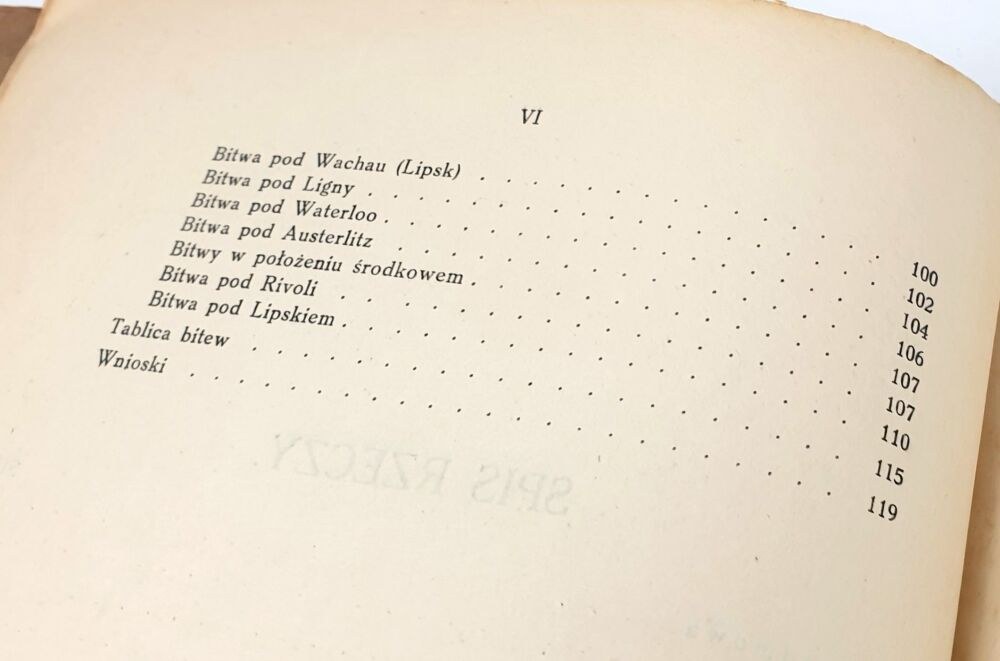 VI
Bitwa pod Wachau (Lipsk) . . . . . . . . . . . . . 100
Bitwa pod Ligny . . . . . . . . . . . . . . . . . 102
Bitwa pod Waterloo . . . . . . . . . . . . . . . . 104
Bitwa pod Austerlitz . . . . . . . . . . . . . . . 106
Bitwy w położeniu środkowem . . . . . . . . . . . . 107
Bitwa pod Rivoli . . . . . . . . . . . . . . . . . 107
Bitwa pod Lipskiem . . . . . . . . . . . . . . . . 110
Tablica bitew . . . . . . . . . . . . . . . . . . 115
Wnioski . . . . . . . . . . . . . . . . . . . . . 119
SPIS RZECZY.